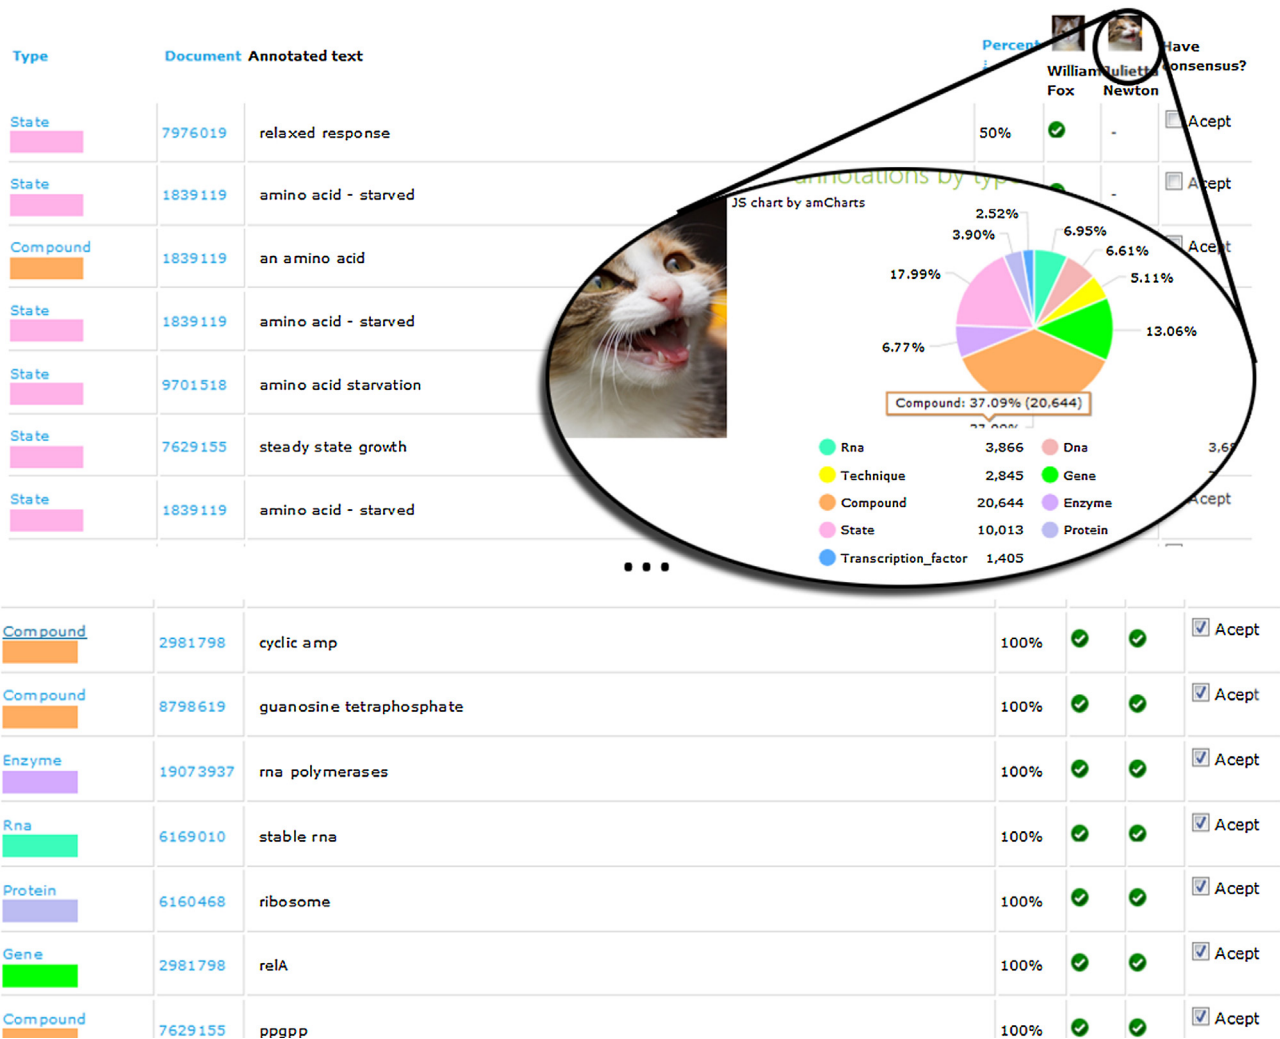 Type Document Annotated text Percent Have consensus?
William Fox Newton
State
7976019 relaxed response 50% - Acept
State
1839119 amino acid - starved - Acept
annotations by type
JS chart by amCharts
Compound
1839119 an amino acid Acept
State
1839119 amino acid - starved
State
9701518 amino acid starvation
State
7629155 steady state growth
State
1839119 amino acid - starved Acept
2.52%
3.90%
6.95%
6.61%
17.99%
5.11%
13.06%
6.77%
Compound: 37.09% (20,644)
Rna 3,866 Dna
Technique 2,845 Gene
Compound 20,644 Enzyme
State 10,013 Protein
Transcription_factor 1,405
...
Compound
2981798 cyclic amp 100% Acept
Compound
8798619 guanosine tetraphosphate 100% Acept
Enzyme
19073937 rna polymerases 100% Acept
Rna
6169010 stable rna 100% Acept
Protein
6160468 ribosome 100% Acept
Gene
2981798 relA 100% Acept
Compound
7629155 ppgpp 100% Acept